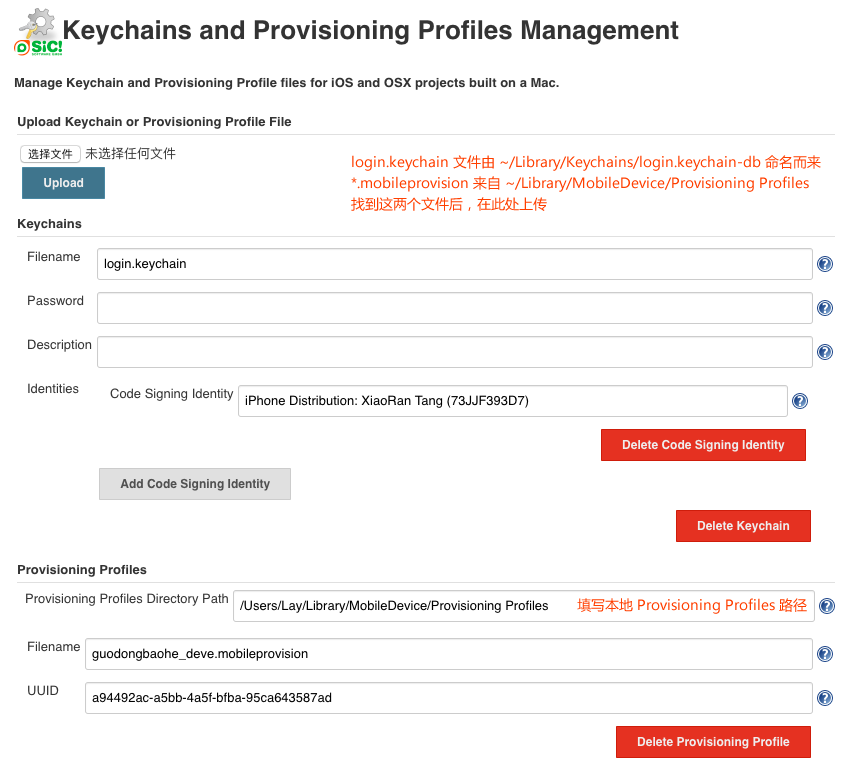 OSiC!
Keychains and Provisioning Profiles Management
Manage Keychain and Provisioning Profile files for iOS and OSX projects built on a Mac.
Upload Keychain or Provisioning Profile File
选择文件 未选择任何文件
Upload
login.keychain 文件由 ~/Library/Keychains/login.keychain-db 命名而来
*.mobileprovision 来自 ~/Library/MobileDevice/Provisioning Profiles
找到这两个文件后，在此处上传
Keychains
Filename login.keychain ?
Password ?
Description ?
Identities Code Signing Identity iPhone Distribution: XiaoRan Tang (73JJF393D7) ?
Delete Code Signing Identity
Add Code Signing Identity
Delete Keychain
Provisioning Profiles
Provisioning Profiles Directory Path /Users/Lay/Library/MobileDevice/Provisioning Profiles 填写本地 Provisioning Profiles 路径 ?
Filename guodongbaohe_deve.mobileprovision ?
UUID a94492ac-a5bb-4a5f-bfba-95ca643587ad ?
Delete Provisioning Profile